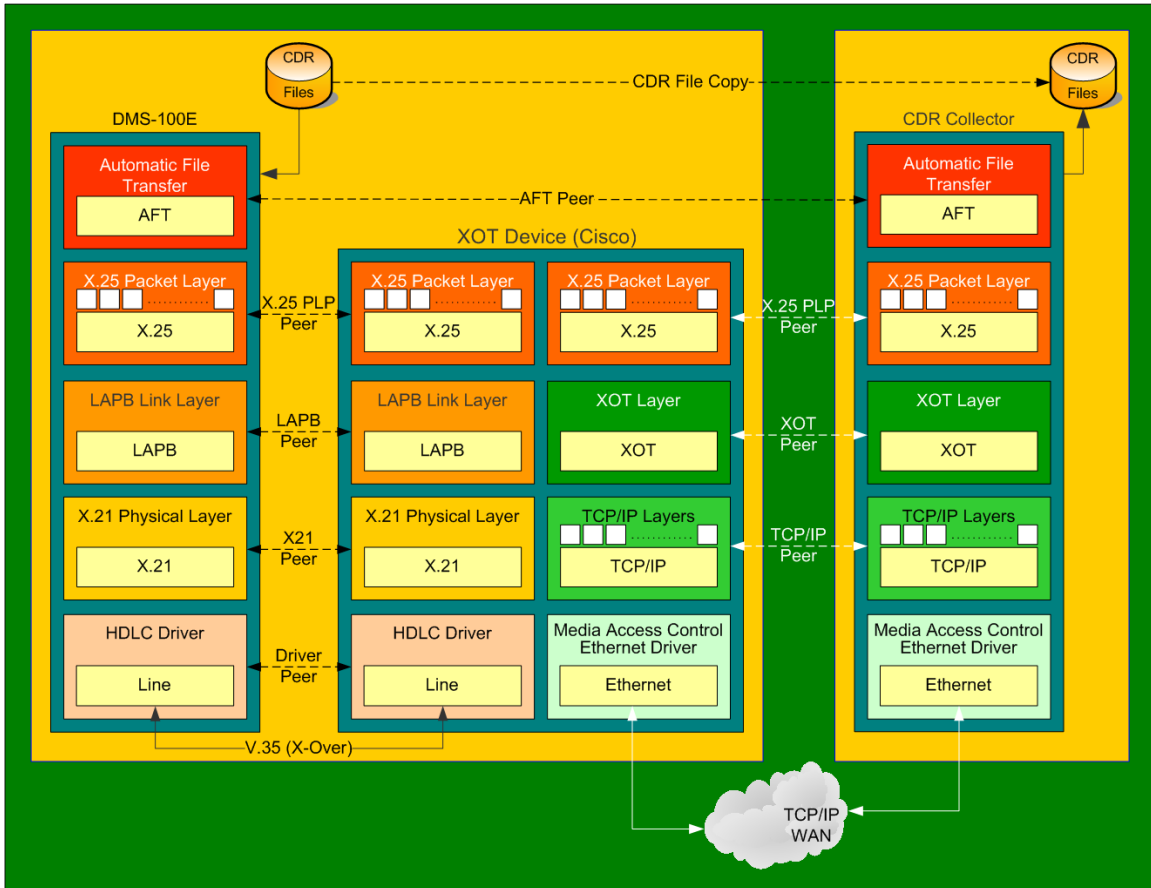 CDR
Files
CDR File Copy
CDR
Files
DMS-100E
CDR Collector
Automatic File
Transfer
AFT
AFT Peer
Automatic File
Transfer
AFT
XOT Device (Cisco)
X.25 Packet Layer
X.25
X.25 PLP
Peer
X.25 Packet Layer
X.25
X.25 Packet Layer
X.25
X.25 PLP
Peer
X.25 Packet Layer
X.25
LAPB Link Layer
LAPB
LAPB
Peer
LAPB Link Layer
LAPB
XOT Layer
XOT
XOT
Peer
XOT Layer
XOT
X.21 Physical Layer
X.21
X21
Peer
X.21 Physical Layer
X.21
TCP/IP Layers
TCP/IP
TCP/IP
Peer
TCP/IP Layers
TCP/IP
HDLC Driver
Line
Driver
Peer
HDLC Driver
Line
Media Access Control
Ethernet Driver
Ethernet
Media Access Control
Ethernet Driver
Ethernet
V.35 (X-Over)
TCP/IP
WAN